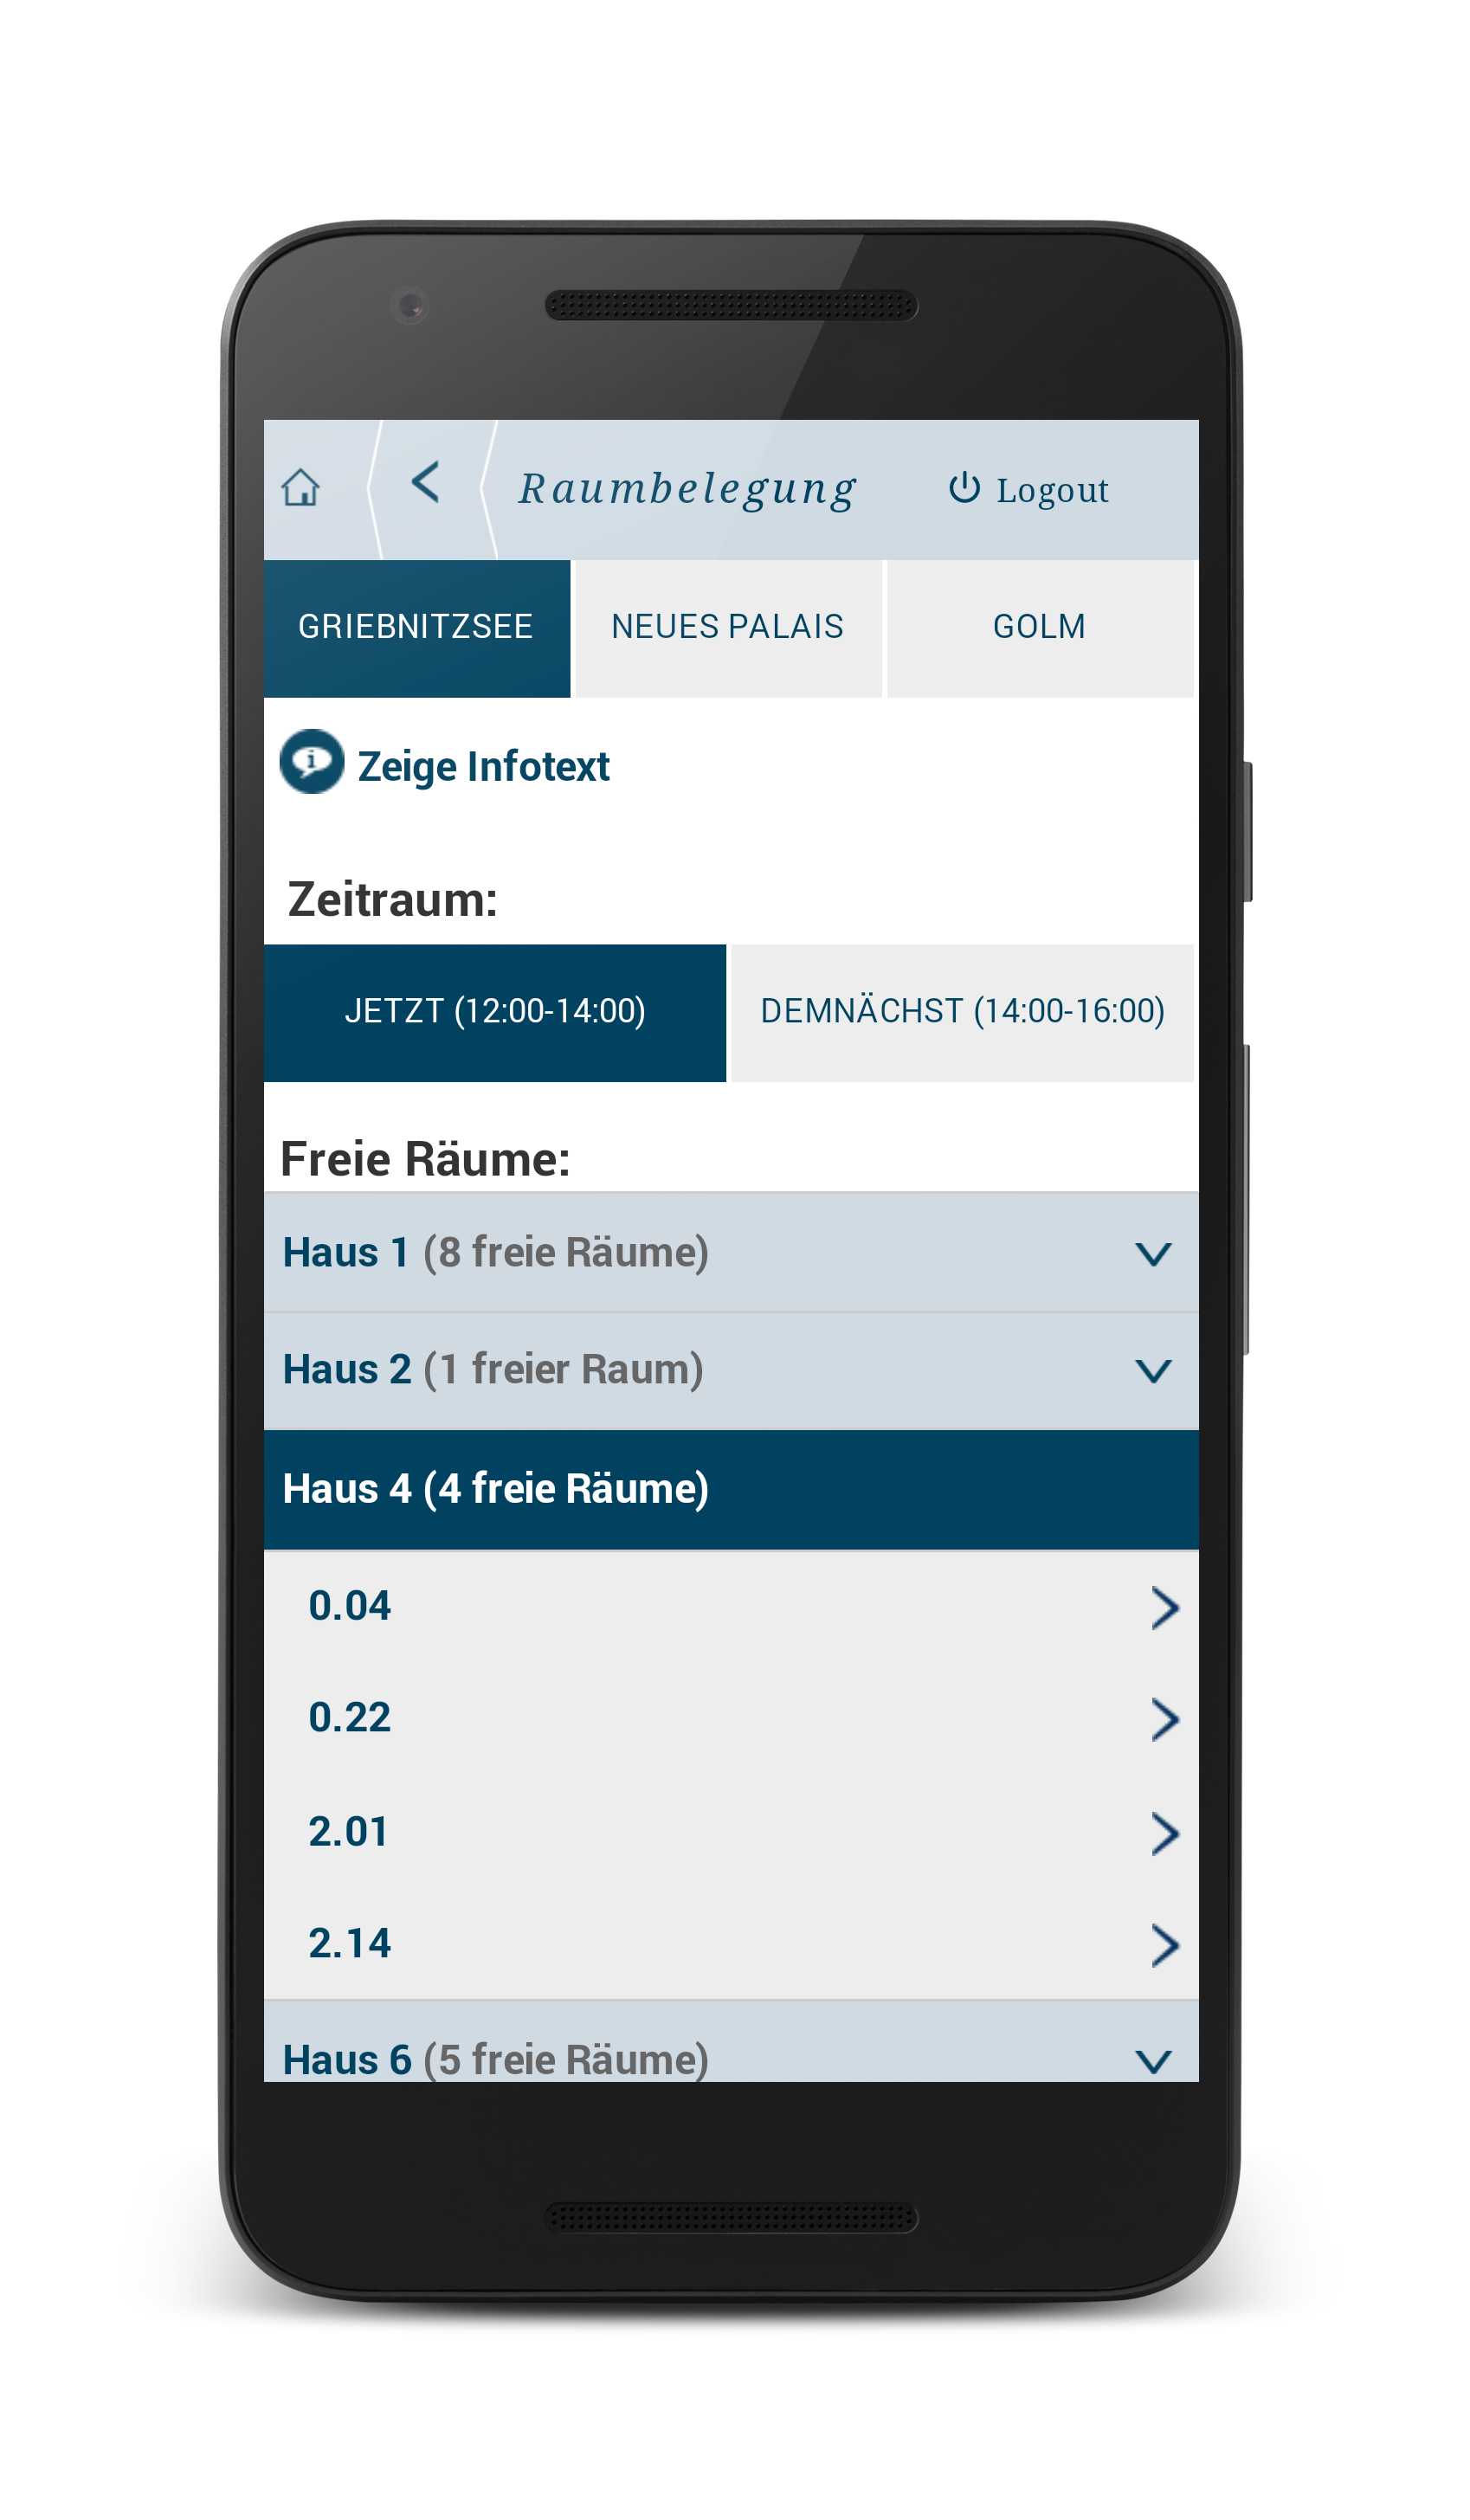 Raumbelegung Logout
GRIEBNITZSEE NEUES PALAIS GOLM
i Zeige Infotext
Zeitraum:
JETZT (12:00-14:00) DEMNÄCHST (14:00-16:00)
Freie Räume:
Haus 1 (8 freie Räume)
Haus 2 (1 freier Raum)
Haus 4 (4 freie Räume)
0.04
0.22
2.01
2.14
Haus 6 (5 freie Räume)